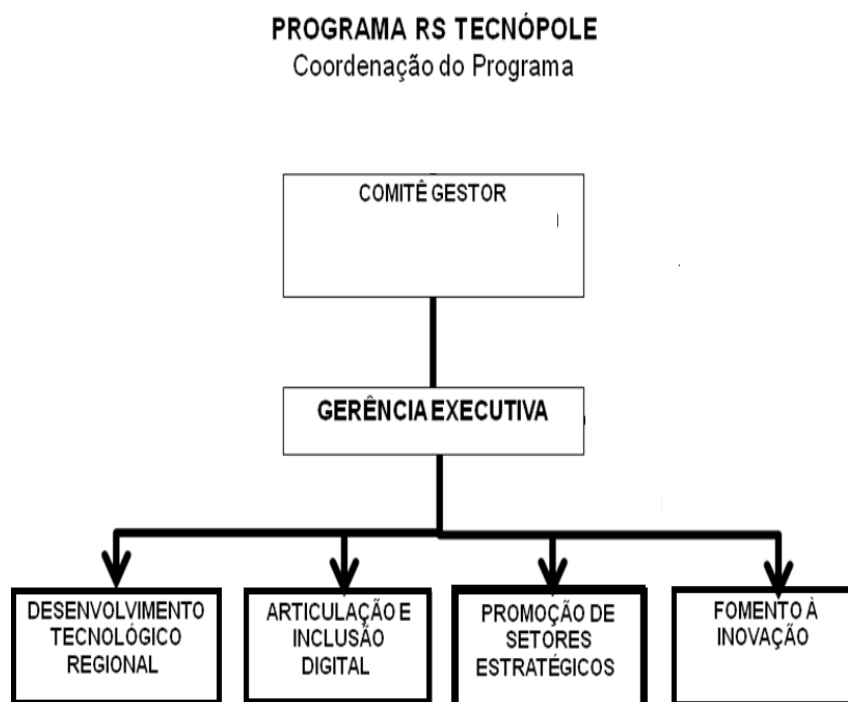 PROGRAMA RS TECNÓPOLE
Coordenação do Programa
COMITÊ GESTOR
GERÊNCIA EXECUTIVA
DESENVOLVIMENTO
TECNOLÓGICO
REGIONAL
ARTICULAÇÃO E
INCLUSÃO
DIGITAL
PROMOÇÃO DE
SETORES
ESTRATÉGICOS
FOMENTO À
INOVAÇÃO